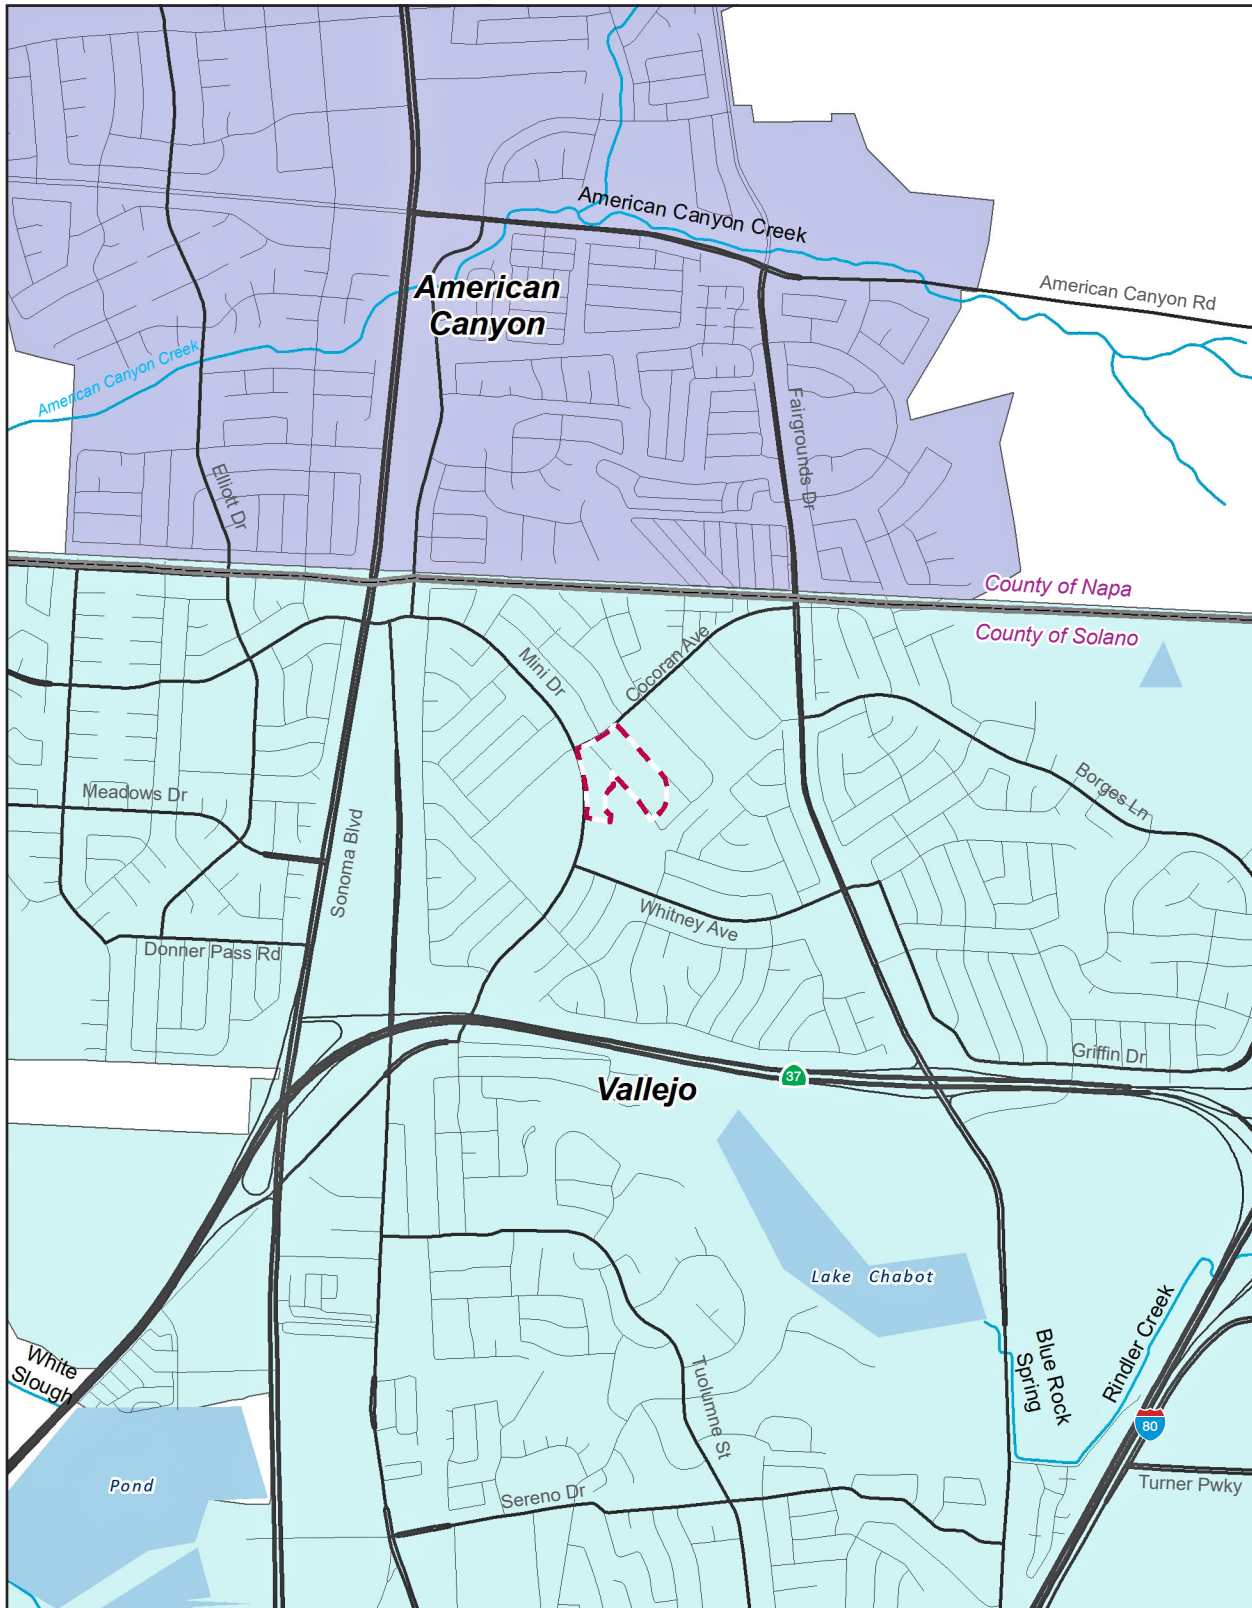 American Canyon Creek
American Canyon Rd
American
Canyon
American Canyon Creek
Fairgrounds Dr
Elliott Dr
County of Napa
County of Solano
Mini Dr
Cocoran Ave
Meadows Dr
Borges Ln
Sonoma Blvd
Whitney Ave
Donner Pass Rd
Griffin Dr
37
Vallejo
Lake Chabot
Rindler Creek
Blue Rock
Spring
White
Slough
Tuolumne St
80
Pond
Sereno Dr
Turner Pwky